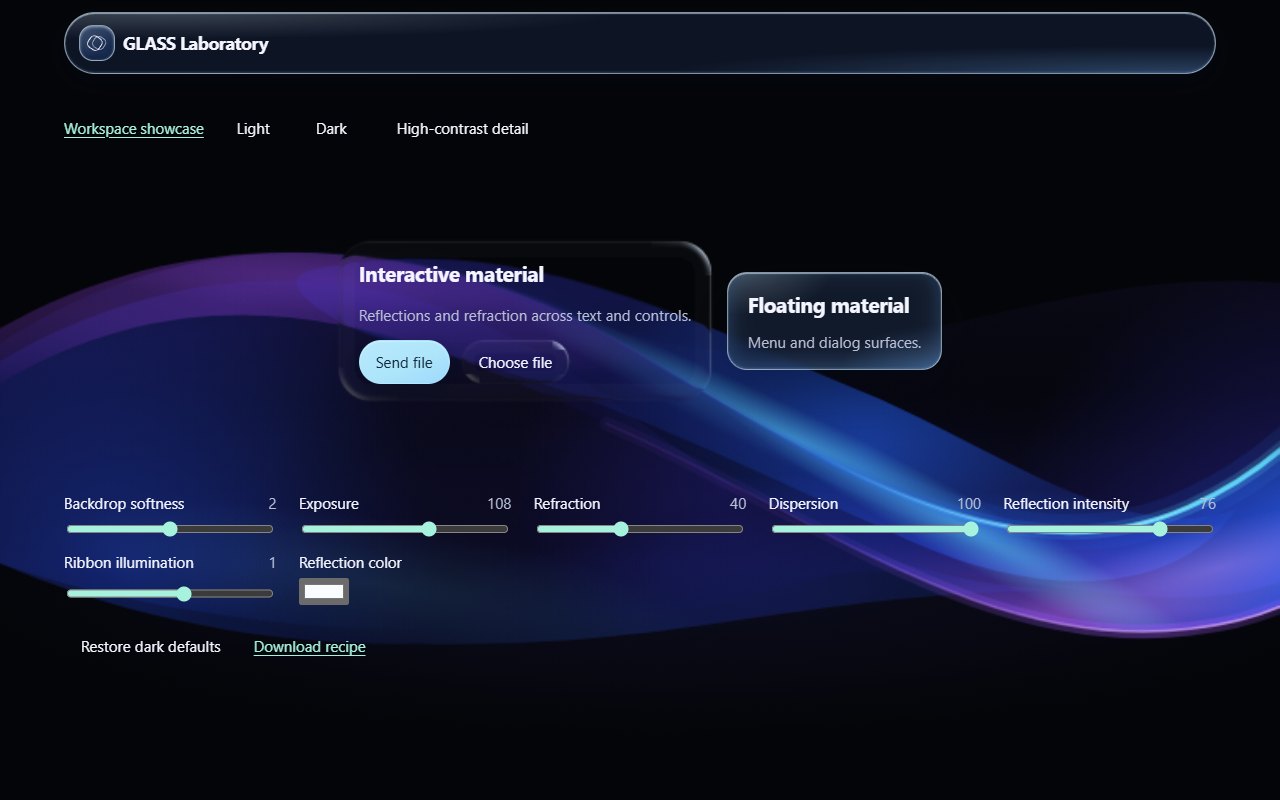 GLASS Laboratory
Workspace showcase Light Dark High-contrast detail
Interactive material
Reflections and refraction across text and controls.
Send file Choose file
Floating material
Menu and dialog surfaces.
Backdrop softness 2 Exposure 108 Refraction 40 Dispersion 100 Reflection intensity 76
Ribbon illumination 1 Reflection color
Restore dark defaults Download recipe